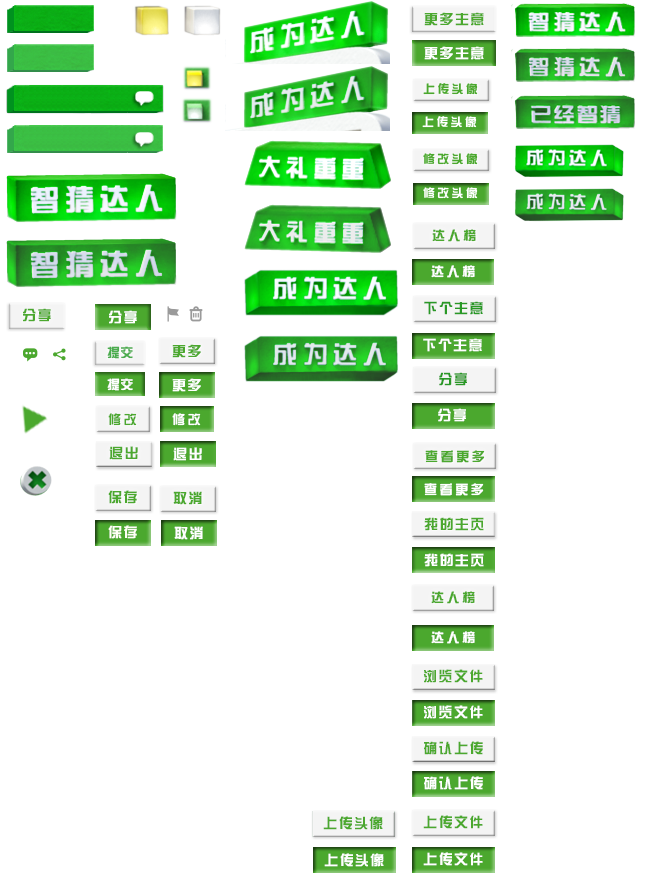 智猜达人
智猜达人
分享
分享
提交
更多
提交
更多
修改
修改
退出
退出
保存
取消
保存
取消
成为达人
成为达人
大礼重重
大礼重重
成为达人
成为达人
上传头像
上传头像
更多主意
更多主意
上传头像
上传头像
修改头像
修改头像
达人榜
达人榜
下个主意
下个主意
分享
分享
查看更多
查看更多
我的主页
我的主页
达人榜
达人榜
浏览文件
浏览文件
确认上传
确认上传
上传文件
上传文件
智猜达人
智猜达人
已经智猜
成为达人
成为达人